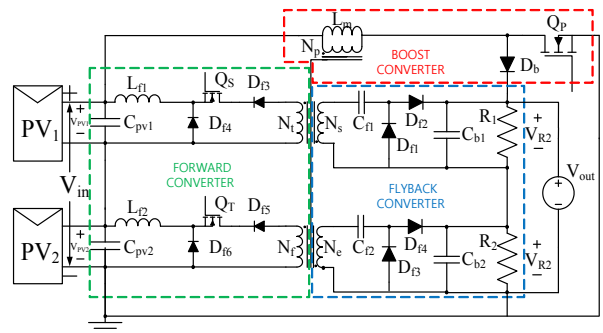 Lm
QP
Np
BOOST
CONVERTER
Db
Lf1
QS
Df3
PV1
VPV1
+
−
Cpv1
Df4
Nt
Ns
Cf1
Df2
Df1
Cb1
R1
+
VR2
−
Vin
FORWARD
CONVERTER
FLYBACK
CONVERTER
Vout
+
−
Lf2
QT
Df5
PV2
VPV2
+
−
Cpv2
Df6
Nf
Ne
Cf2
Df4
Df3
Cb2
R2
+
VR2
−